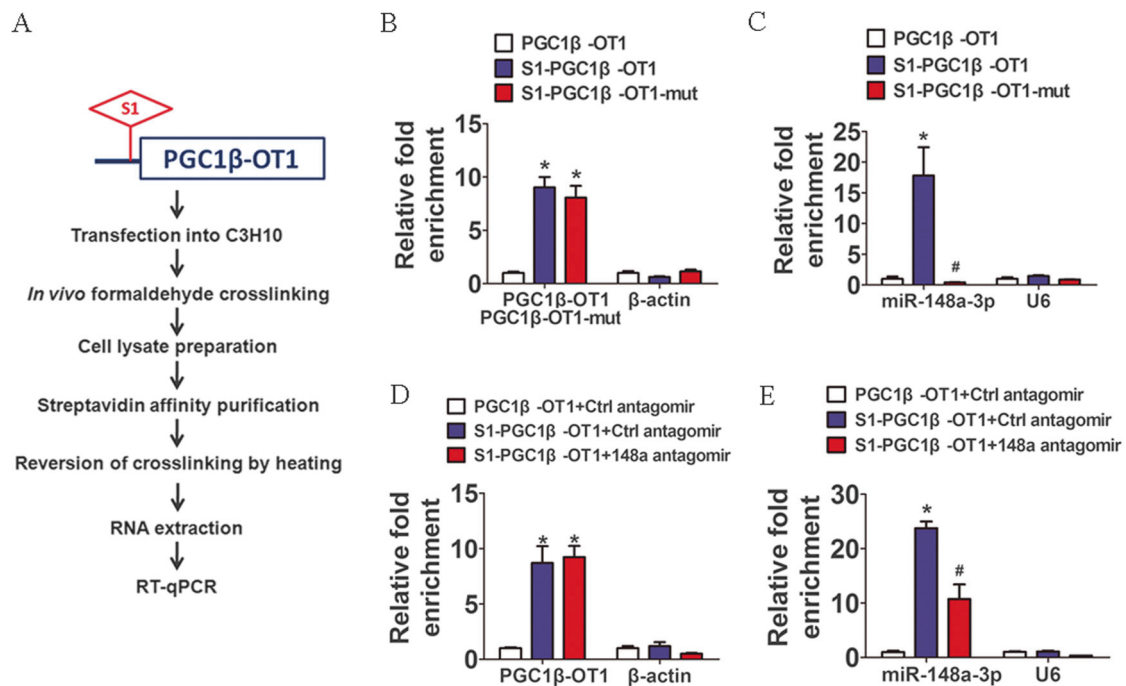 A
S1
PGC1β-OT1
Transfection into C3H10
In vivo formaldehyde crosslinking
Cell lysate preparation
Streptavidin affinity purification
Reversion of crosslinking by heating
RNA extraction
RT-qPCR
B
PGC1β -OT1
S1-PGC1β -OT1
S1-PGC1β -OT1-mut
Relative fold
enrichment
15
10
5
0
*
*
PGC1β-OT1
PGC1β-OT1-mut
β-actin
C
PGC1β -OT1
S1-PGC1β -OT1
S1-PGC1β -OT1-mut
Relative fold
enrichment
25
20
15
10
5
0
*
#
miR-148a-3p
U6
D
PGC1β -OT1+Ctrl antagomir
S1-PGC1β -OT1+Ctrl antagomir
S1-PGC1β -OT1+148a antagomir
Relative fold
enrichment
15
10
5
0
*
*
PGC1β-OT1
β-actin
E
PGC1β -OT1+Ctrl antagomir
S1-PGC1β -OT1+Ctrl antagomir
S1-PGC1β -OT1+148a antagomir
Relative fold
enrichment
30
20
10
0
*
#
miR-148a-3p
U6